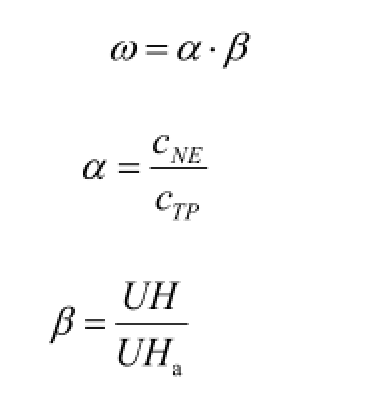 ω = α · β
α = c_NE / c_TP
β = UH / UH_a